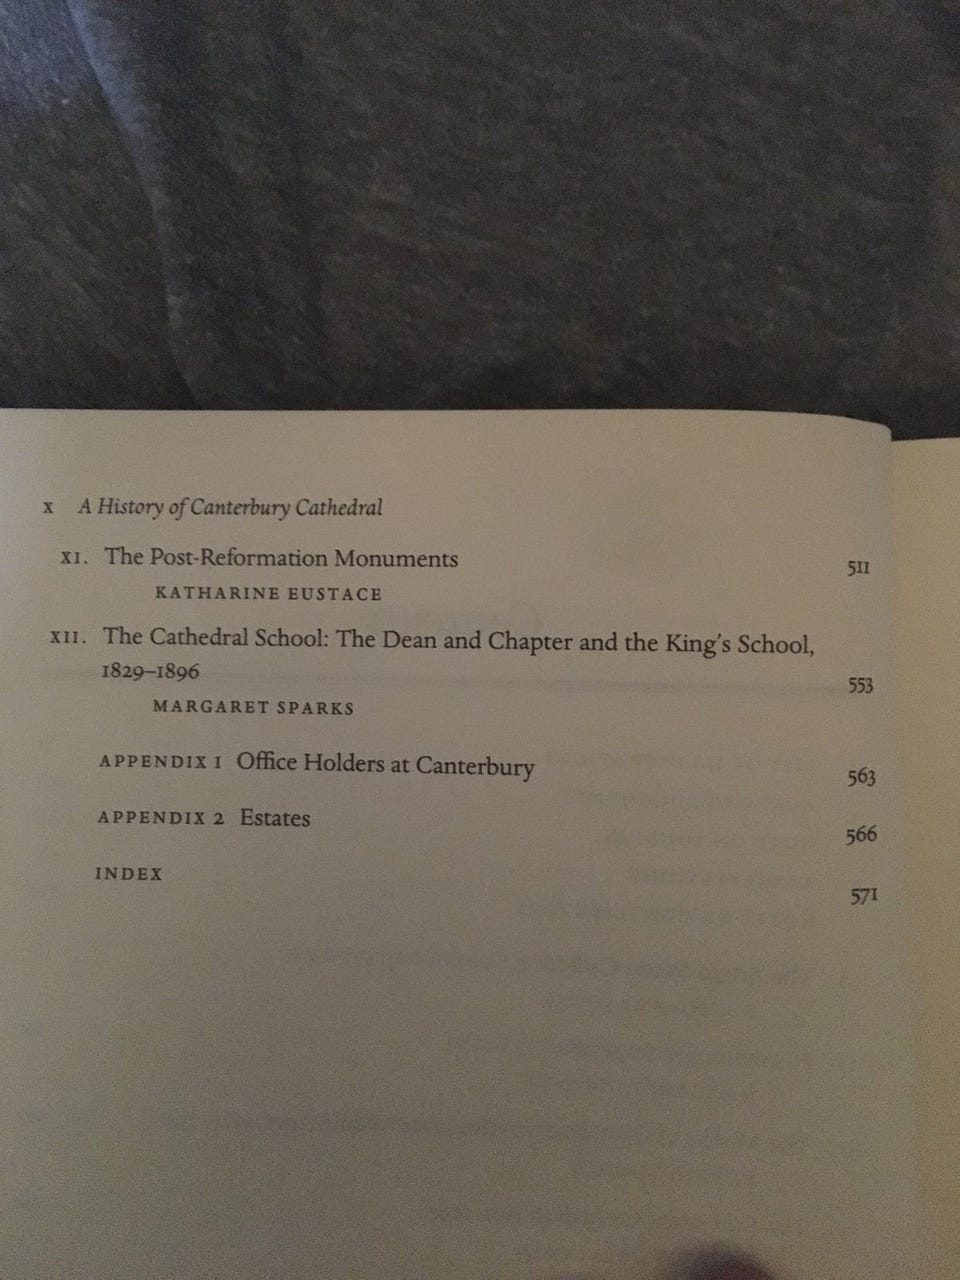 x A History of Canterbury Cathedral
XI. The Post-Reformation Monuments 511
KATHARINE EUSTACE
XII. The Cathedral School: The Dean and Chapter and the King's School,
1829–1896 553
MARGARET SPARKS
APPENDIX 1 Office Holders at Canterbury 563
APPENDIX 2 Estates 566
INDEX 571